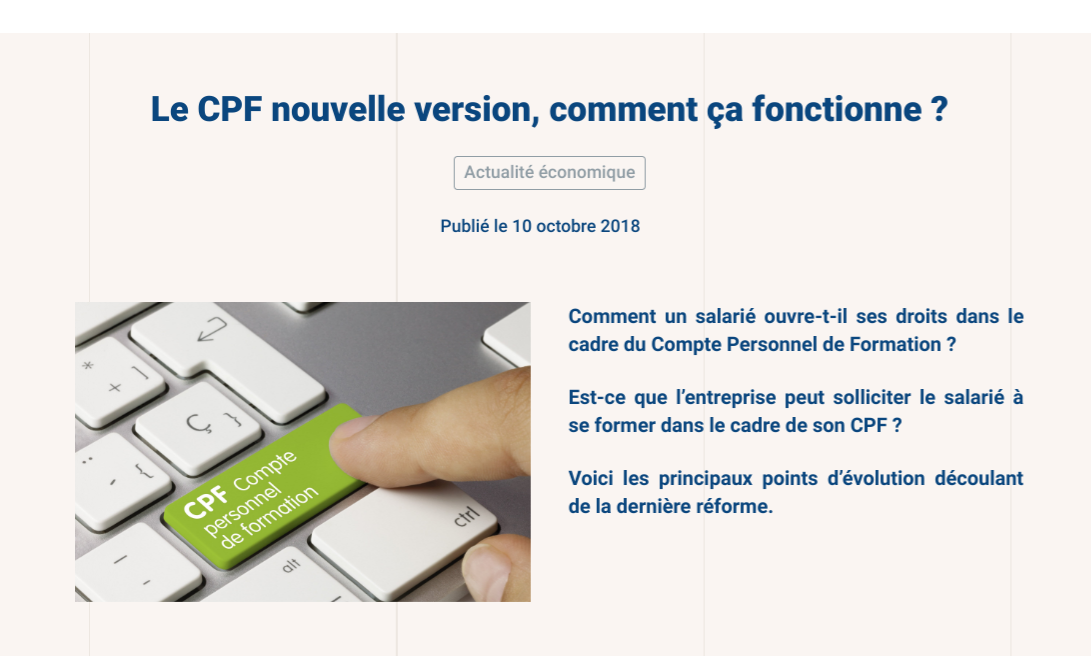 Le CPF nouvelle version, comment ça fonctionne ?
Actualité économique
Publié le 10 octobre 2018
Comment un salarié ouvre-t-il ses droits dans le
cadre du Compte Personnel de Formation ?
Est-ce que l’entreprise peut solliciter le salarié à
se former dans le cadre de son CPF ?
Voici les principaux points d’évolution découlant
de la dernière réforme.
*
+ ]
Ç }
¨
- {
CPF Compte
personnel
de formation
ctrl
alt
_
-